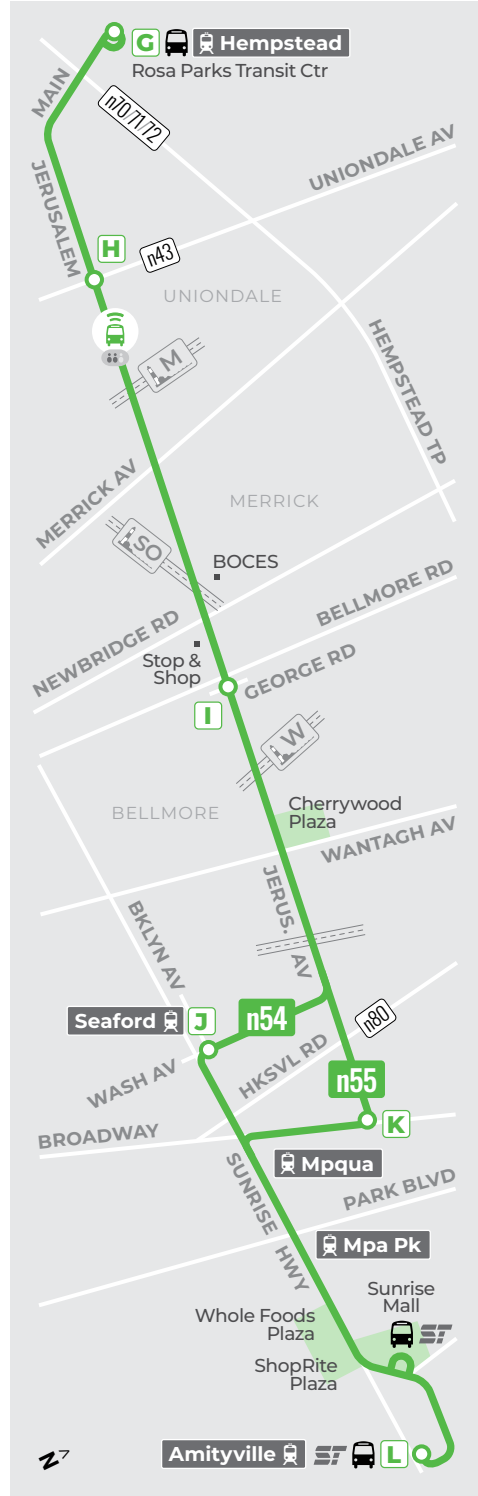 G Hempstead
Rosa Parks Transit Ctr
MAIN
n70/71/72
UNIONDALE AV
JERUSALEM
H
n43
UNIONDALE
M
HEMPSTEAD TP
MERRICK AV
MERRICK
SO
BOCES
BELLMORE RD
NEWBRIDGE RD
Stop &
Shop
GEORGE RD
I
W
BELLMORE
Cherrywood
Plaza
WANTAGH AV
JERUS. AV
BKLYN AV
Seaford J
n54
n80
WASH AV
HKSVL RD
n55
BROADWAY
K
Mpqua
SUNRISE HWY
PARK BLVD
Mpa Pk
Sunrise
Mall
ST
Whole Foods
Plaza
ShopRite
Plaza
N
Amityville ST L